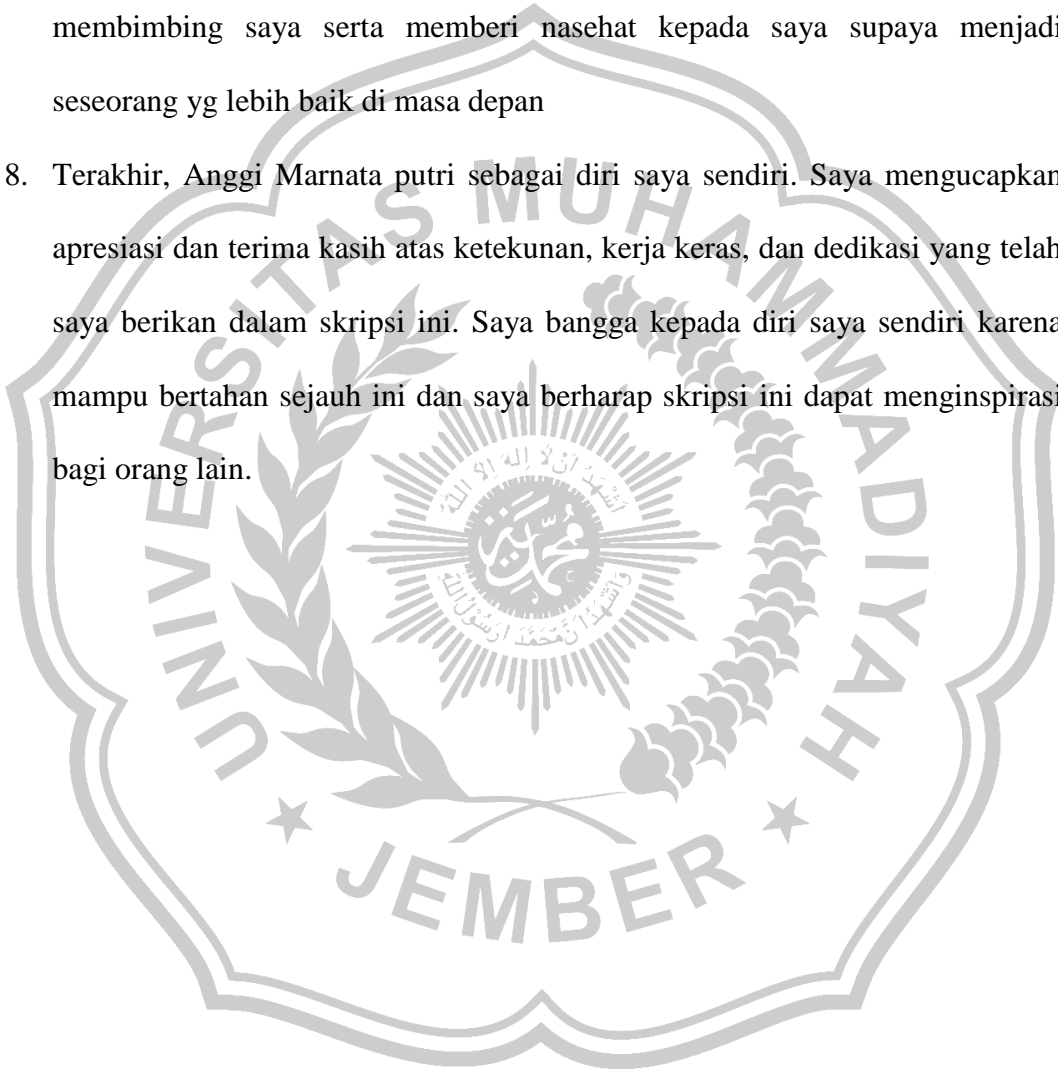 membimbing saya serta memberi nasehat kepada saya supaya menjadi
seseorang yg lebih baik di masa depan
8. Terakhir, Anggi Marnata putri sebagai diri saya sendiri. Saya mengucapkan
apresiasi dan terima kasih atas ketekunan, kerja keras, dan dedikasi yang telah
saya berikan dalam skripsi ini. Saya bangga kepada diri saya sendiri karena
mampu bertahan sejauh ini dan saya berharap skripsi ini dapat menginspirasi
bagi orang lain.
UNIVERSITAS MUHAMMADIYAH
JEMBER